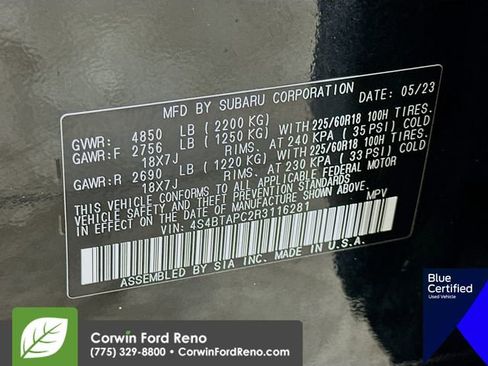 MFD BY SUBARU CORPORATION DATE: 05/23
GVWR: 4850 LB (2200 KG)
GAWR:F 2756 LB (1250 KG) WITH 225/60R18 100H TIRES.
18X7J RIMS. AT 240 KPA (35 PSI) COLD
GAWR:R 2690 LB (1220 KG) WITH 225/60R18 100H TIRES.
18X7J RIMS. AT 230 KPA (33 PSI) COLD
THIS VEHICLE CONFORMS TO ALL APPLICABLE FEDERAL MOTOR
VEHICLE SAFETY AND THEFT PREVENTION STANDARDS
IN EFFECT ON THE DATE OF MANUFACTURE SHOWN ABOVE.
VIN: 4S4BTAPC2R3116281 MPV
ASSEMBLED BY SIA INC. MADE IN U.S.A.
Blue
Certified
Used Vehicle
Corwin Ford Reno
(775) 329-8800 • CorwinFordReno.com